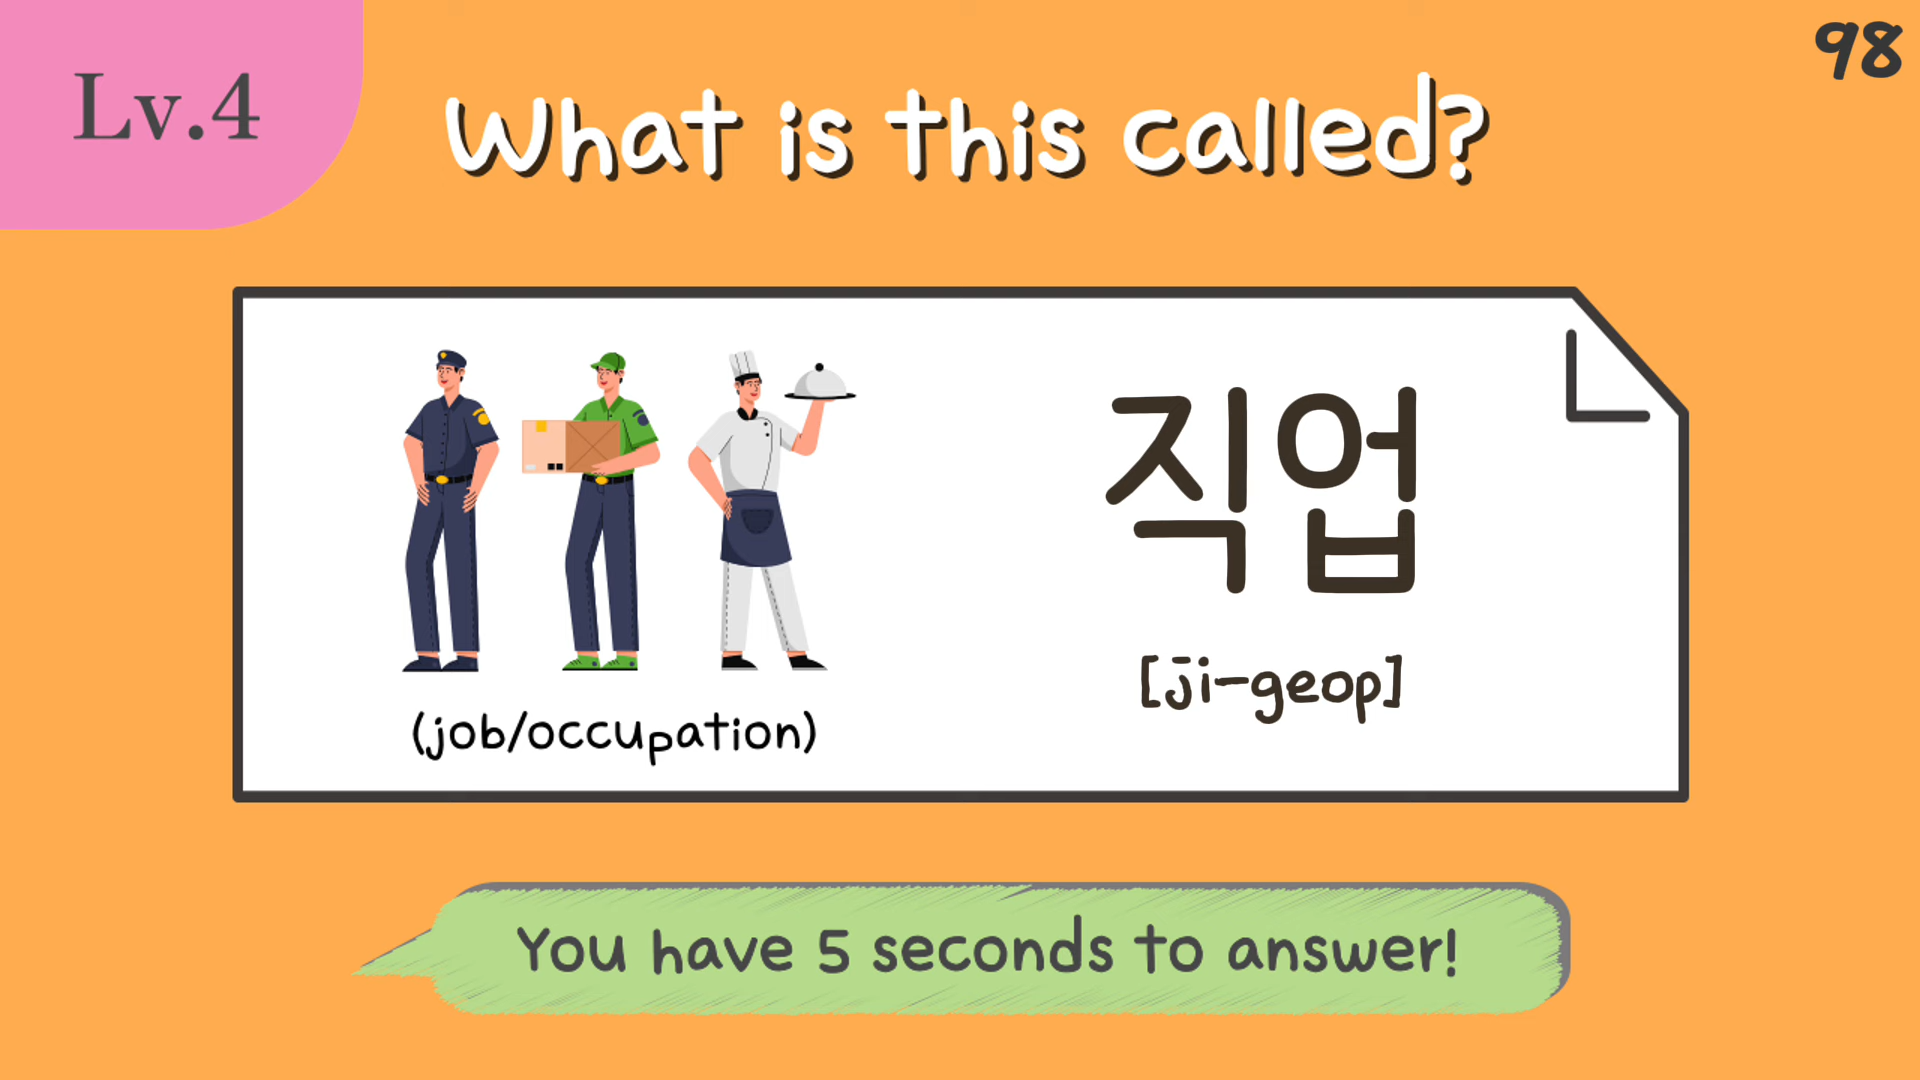 Lv.4
98
What is this called?
직업
[ji-geop]
(job/occupation)
You have 5 seconds to answer!